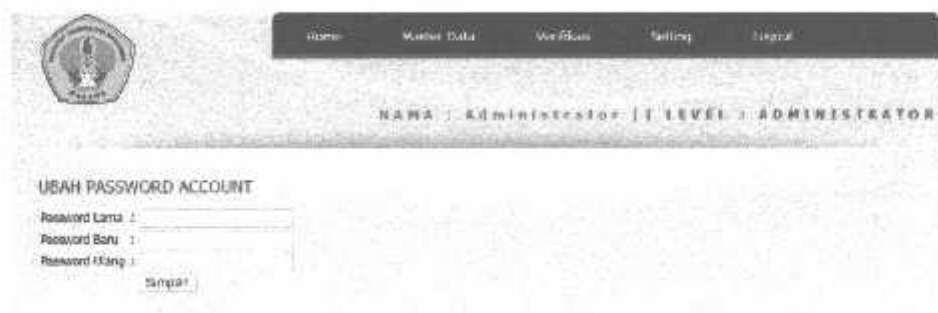 Home Master Data Verifikasi Setting Logout
NAMA : Administrator || LEVEL : ADMINISTRATOR
UBAH PASSWORD ACCOUNT
Password Lama :
Password Baru :
Password Ulang :
Simpan